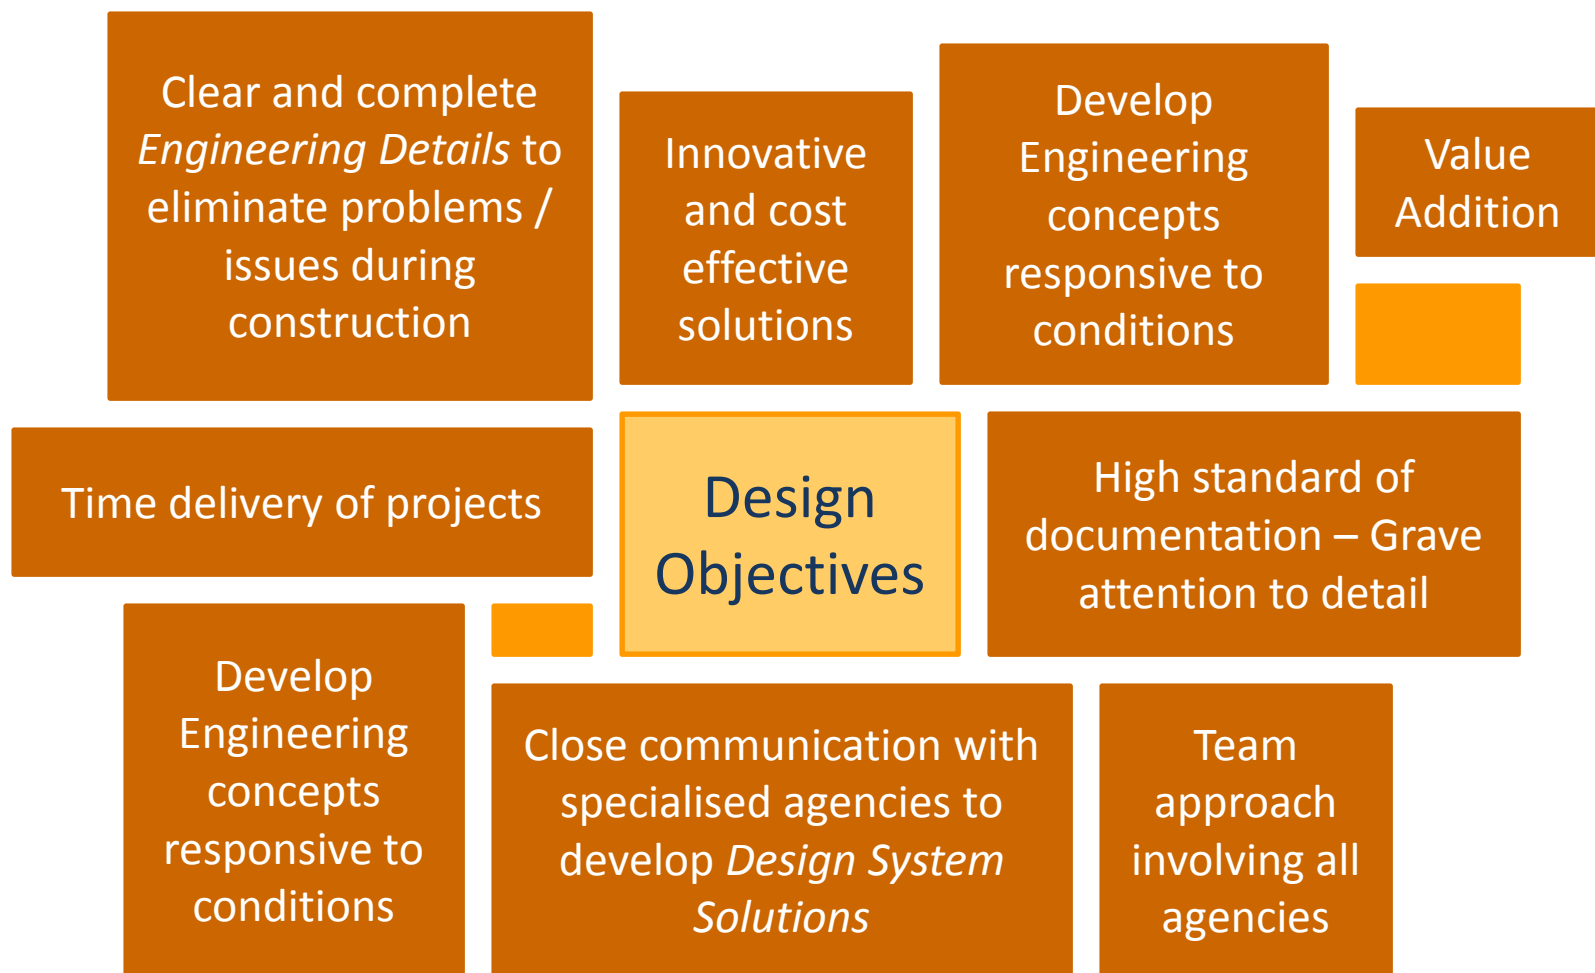 Clear and complete
Engineering Details to
eliminate problems /
issues during
construction
Innovative
and cost
effective
solutions
Develop
Engineering
concepts
responsive to
conditions
Value
Addition
Time delivery of projects
Design
Objectives
High standard of
documentation – Grave
attention to detail
Develop
Engineering
concepts
responsive to
conditions
Close communication with
specialised agencies to
develop Design System
Solutions
Team
approach
involving all
agencies